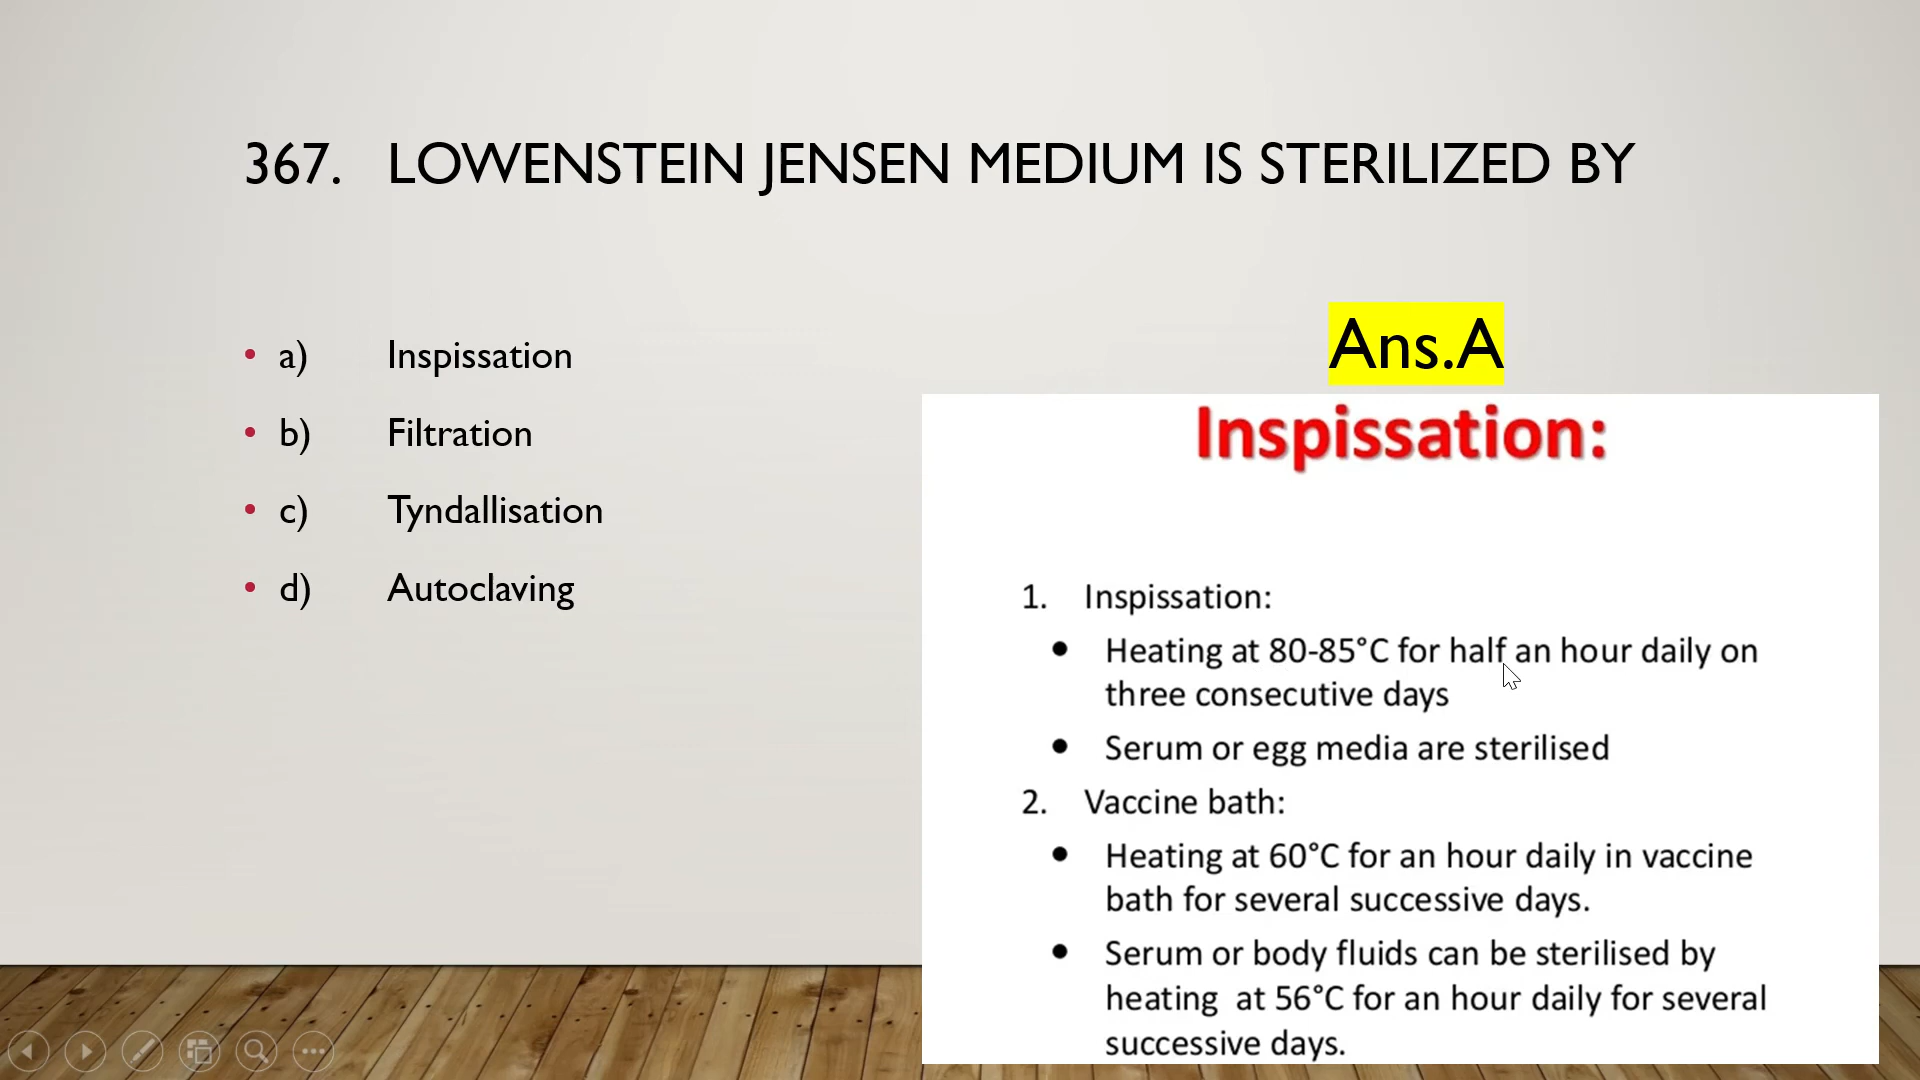 367. LOWENSTEIN JENSEN MEDIUM IS STERILIZED BY
• a) Inspissation
• b) Filtration
• c) Tyndallisation
• d) Autoclaving
Ans.A
Inspissation:
1. Inspissation:
• Heating at 80-85°C for half an hour daily on
three consecutive days
• Serum or egg media are sterilised
2. Vaccine bath:
• Heating at 60°C for an hour daily in vaccine
bath for several successive days.
• Serum or body fluids can be sterilised by
heating at 56°C for an hour daily for several
successive days.